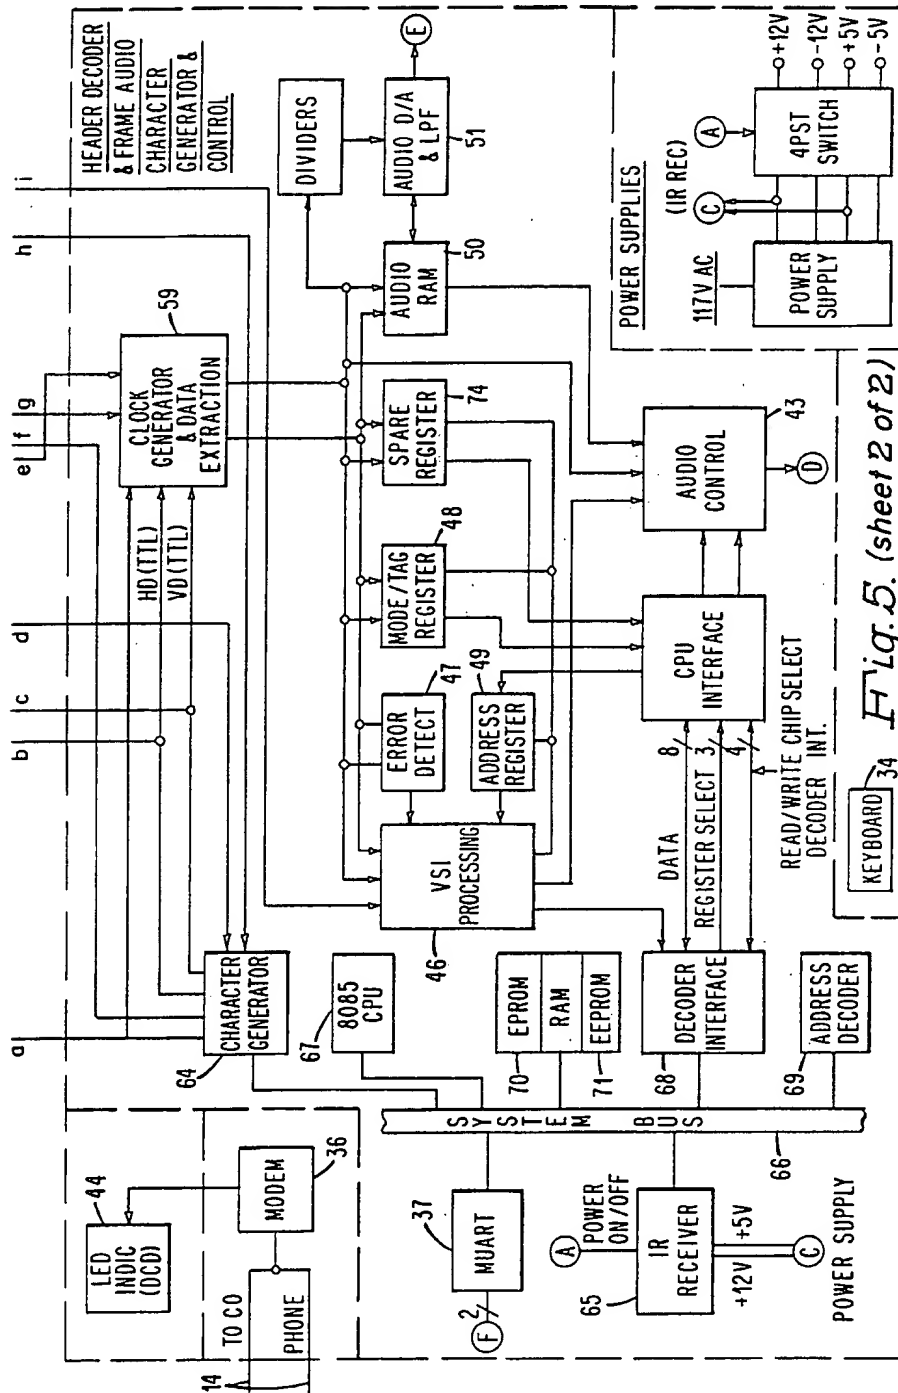 a
b
c
d
e
f
g
h
i
HEADER DECODER
& FRAME AUDIO
CHARACTER
GENERATOR &
CONTROL
44
LED
INDIC
(DCD)
TO CO
14
PHONE
MODEM
36
64
CHARACTER
GENERATOR
HD(TTL)
VD(TTL)
59
CLOCK
GENERATOR
& DATA
EXTRACTION
67
8085
CPU
46
VSI
PROCESSING
ERROR
DETECT
47
49
ADDRESS
REGISTER
MODE/TAG
REGISTER
48
SPARE
REGISTER
74
AUDIO
RAM
50
DIVIDERS
AUDIO D/A
& LPF
51
E
37
MUART
2
F
SYSTEM BUS
66
70
EPROM
RAM
EEPROM
71
68
DECODER
INTERFACE
69
ADDRESS
DECODER
DATA
8
REGISTER SELECT
3
4
READ/WRITE CHIP SELECT
DECODER INT.
CPU
INTERFACE
AUDIO
CONTROL
43
D
A
POWER
ON/OFF
65
IR
RECEIVER
+12V
+5V
C
POWER SUPPLY
POWER SUPPLIES
117V AC
(IR REC)
C
A
POWER
SUPPLY
4PST
SWITCH
+12V
-12V
+5V
-5V
KEYBOARD
34
Fig. 5. (sheet 2 of 2)